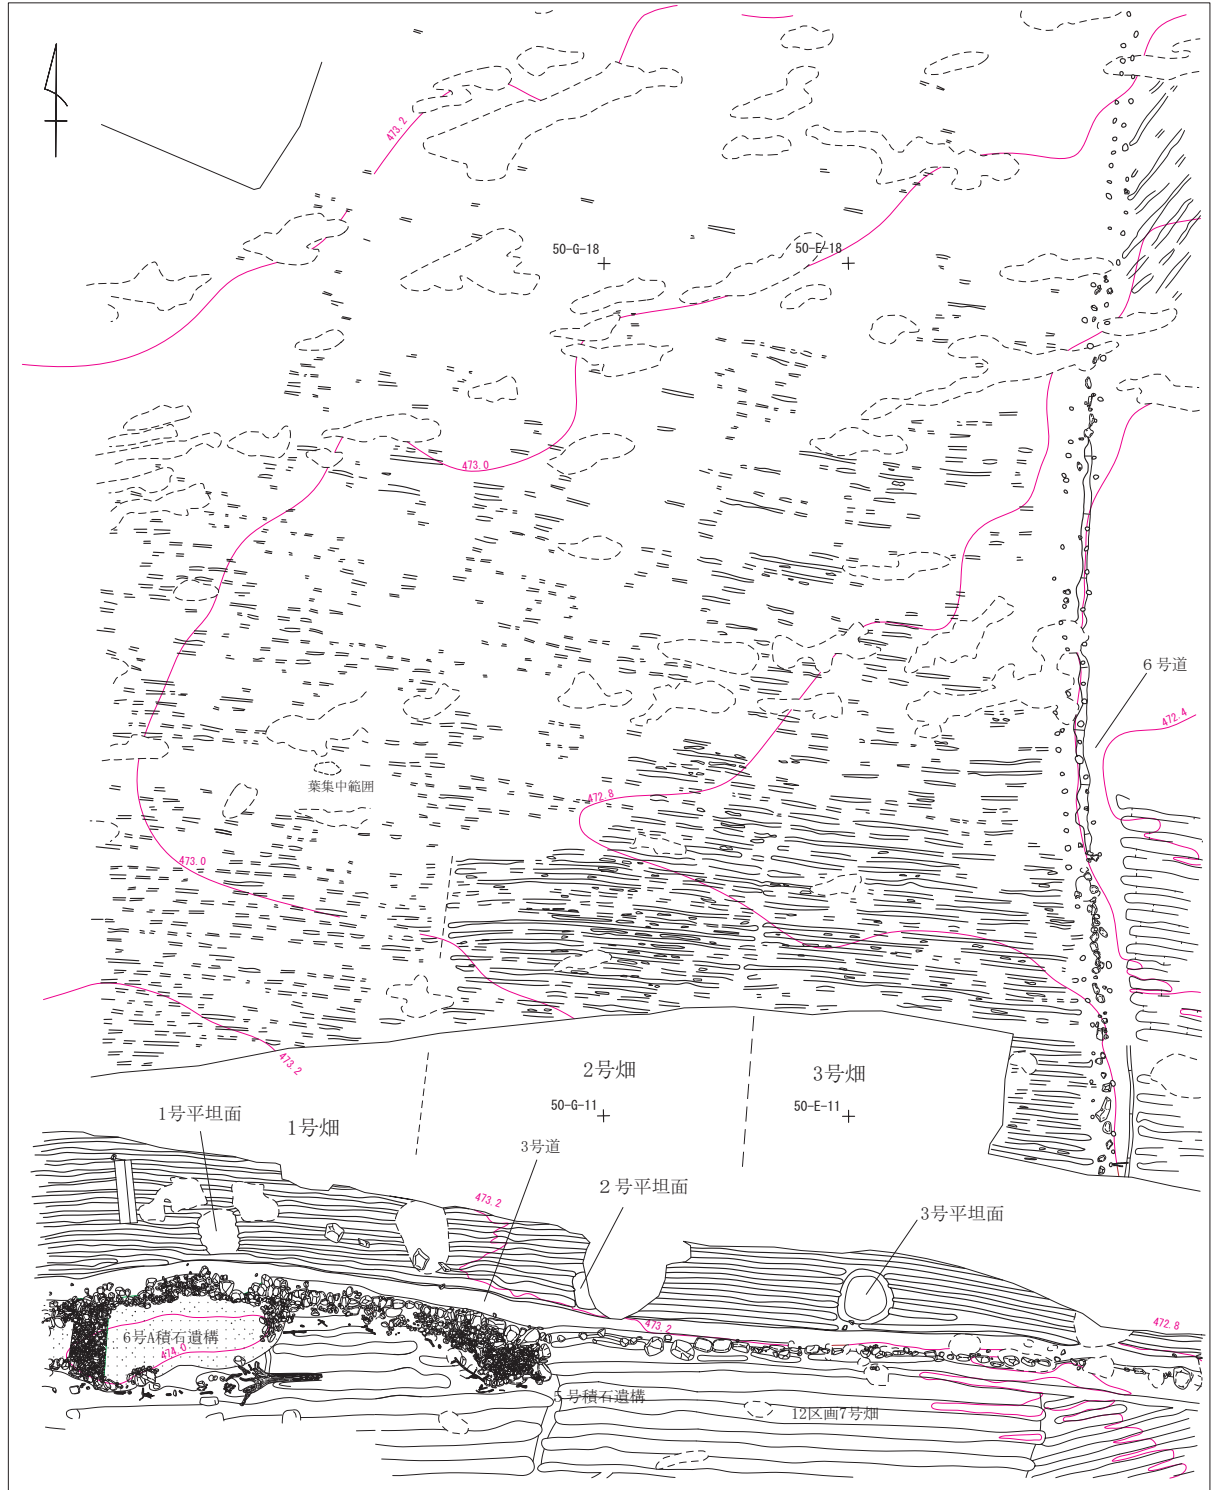 473.2
50-G-18
50-E-18
473.0
6号道
472.4
葉集中範囲
472.8
473.0
473.2
2号畑
3号畑
50-G-11
50-E-11
1号平坦面
1号畑
3号道
2号平坦面
473.2
3号平坦面
473.2
472.8
6号A積石遺構
474.0
5号積石遺構
12区画7号畑